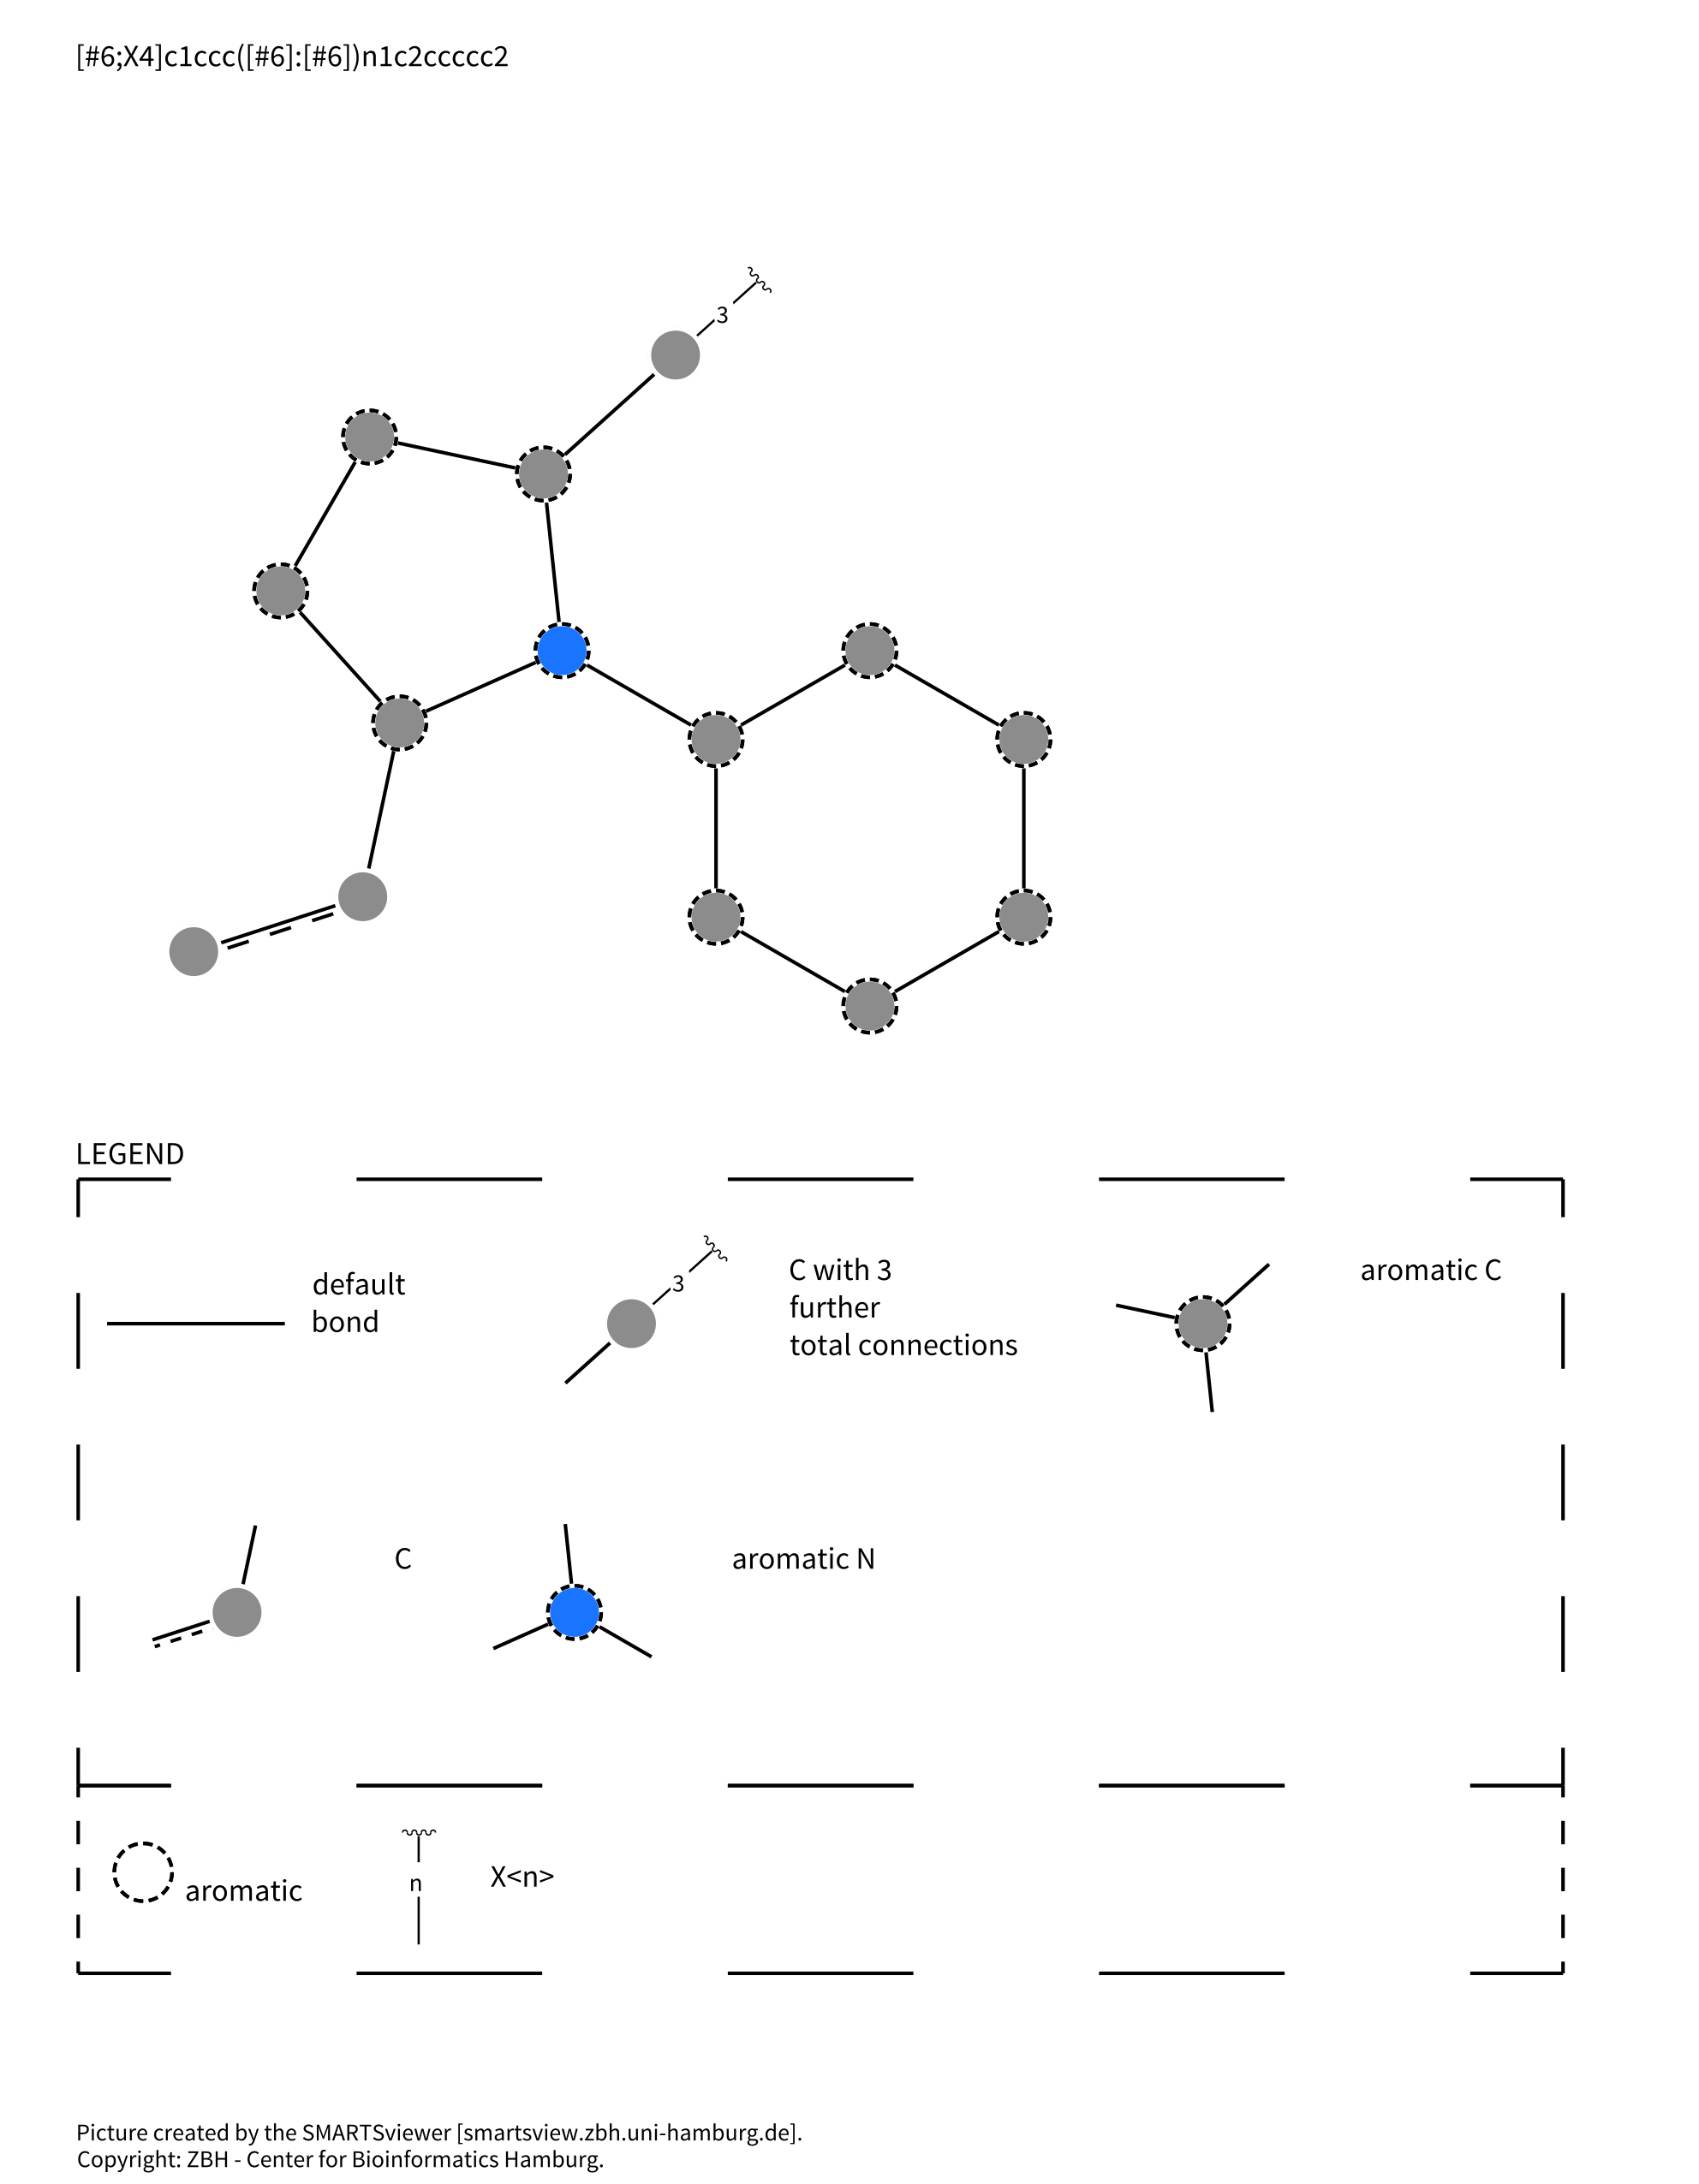 [#6;X4]c1ccc([#6]:[#6])n1c2ccccc2
3
LEGEND
default
bond
3
C with 3
further
total connections
aromatic C
C
aromatic N
aromatic
n
X<n>
Picture created by the SMARTSviewer [smartsview.zbh.uni-hamburg.de].
Copyright: ZBH - Center for Bioinformatics Hamburg.